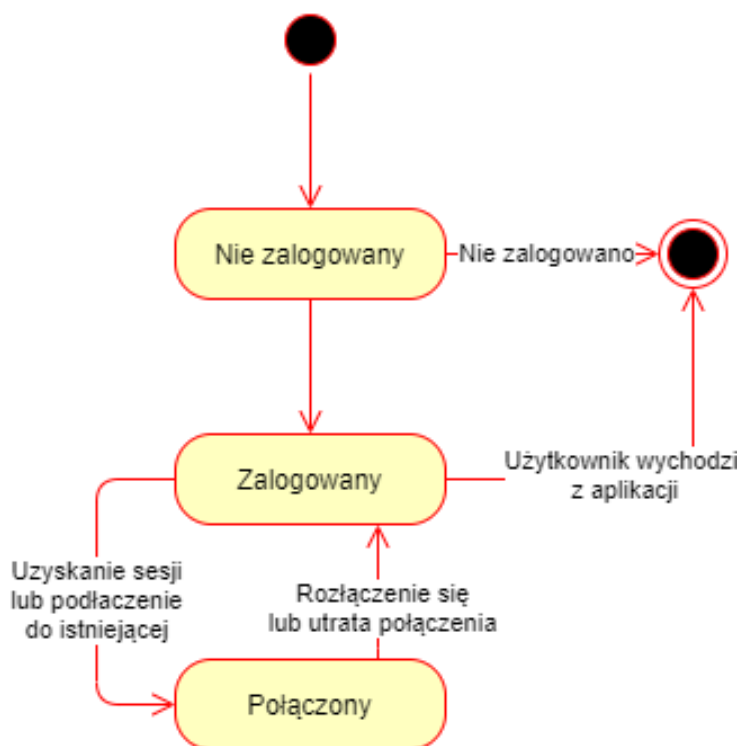 Nie zalogowany
Nie zalogowano
Zalogowany
Użytkownik wychodzi
z aplikacji
Uzyskanie sesji
lub podłaczenie
do istniejącej
Rozłączenie się
lub utrata połączenia
Połączony